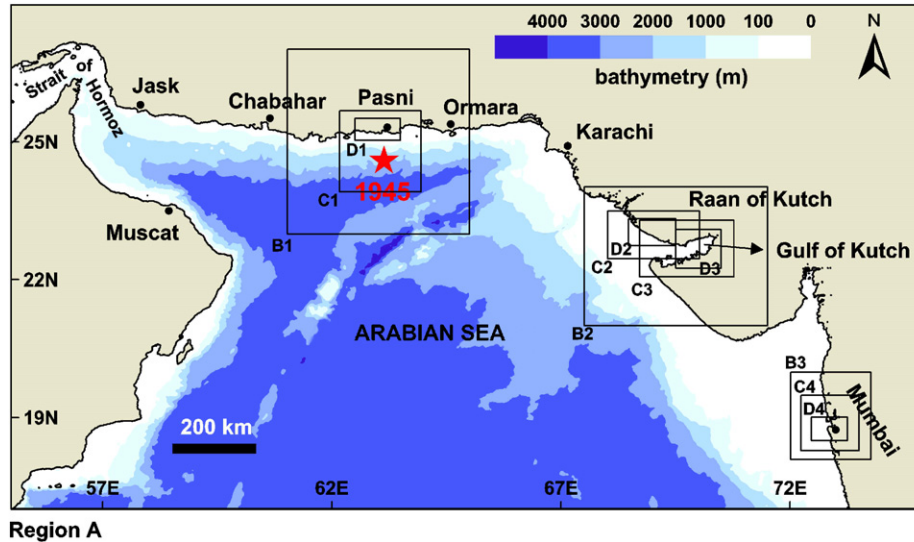 4000 3000 2000 1000 100 0
bathymetry (m)
N
Strait of Hormoz
Jask
Chabahar
Pasni
Ormara
Karachi
25N
D1
1945
C1
B1
Muscat
Raan of Kutch
Gulf of Kutch
D2
D3
C2
C3
B2
22N
ARABIAN SEA
B3
C4
D4
Mumbai
19N
200 km
57E 62E 67E 72E
Region A